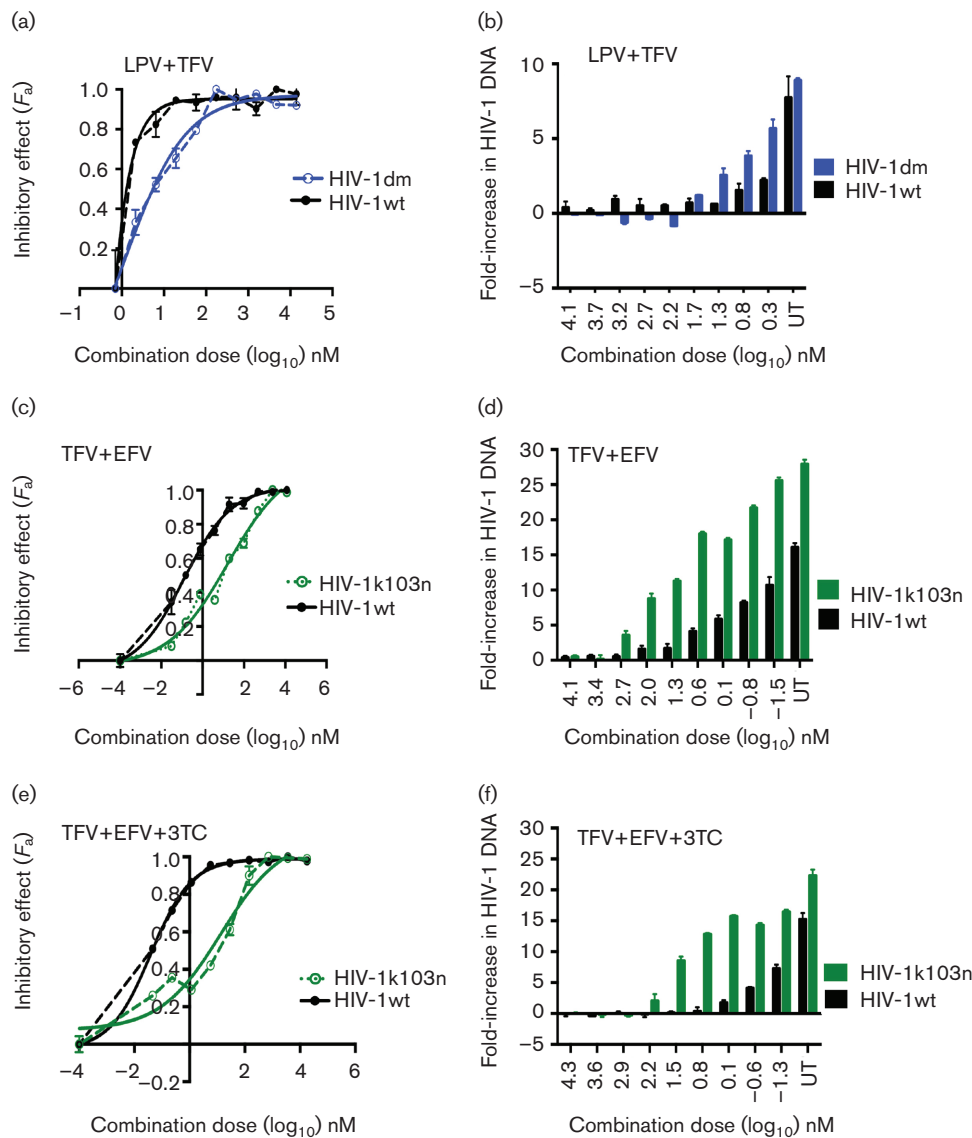 (a)
LPV+TFV
Inhibitory effect (Fa)
1.0
0.8
0.6
0.4
0.2
−1 0 1 2 3 4 5
Combination dose (log10) nM
HIV-1dm
HIV-1wt
(b)
LPV+TFV
Fold-increase in HIV-1 DNA
10
5
0
−5
4.1 3.7 3.2 2.7 2.2 1.7 1.3 0.8 0.3 UT
Combination dose (log10) nM
HIV-1dm
HIV-1wt
(c)
TFV+EFV
Inhibitory effect (Fa)
1.0
0.8
0.6
0.4
0.2
−6 −4 −2 0 2 4 6
Combination dose (log10) nM
HIV-1k103n
HIV-1wt
(d)
TFV+EFV
Fold-increase in HIV-1 DNA
30
25
20
15
10
5
0
4.1 3.4 2.7 2.0 1.3 0.6 0.1 −0.8 −1.5 UT
Combination dose (log10) nM
HIV-1k103n
HIV-1wt
(e)
TFV+EFV+3TC
Inhibitory effect (Fa)
1.0
0.8
0.6
0.4
0.2
−0.2
−4 −2 0 2 4 6
Combination dose (log10) nM
HIV-1k103n
HIV-1wt
(f)
TFV+EFV+3TC
Fold-increase in HIV-1 DNA
30
25
20
15
10
5
0
−5
4.3 3.6 2.9 2.2 1.5 0.8 0.1 −0.6 −1.3 UT
Combination dose (log10) nM
HIV-1k103n
HIV-1wt